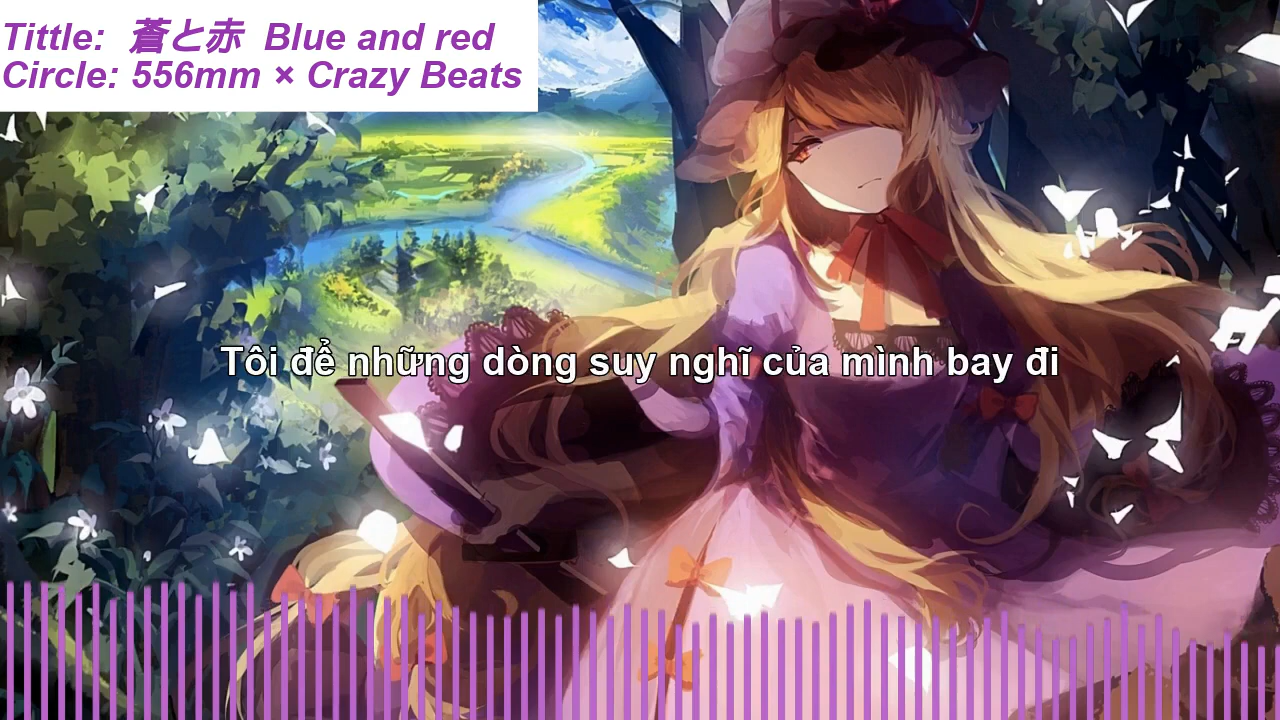 Tittle: 蒼と赤 Blue and red
Circle: 556mm × Crazy Beats
Tôi để những dòng suy nghĩ của mình bay đi